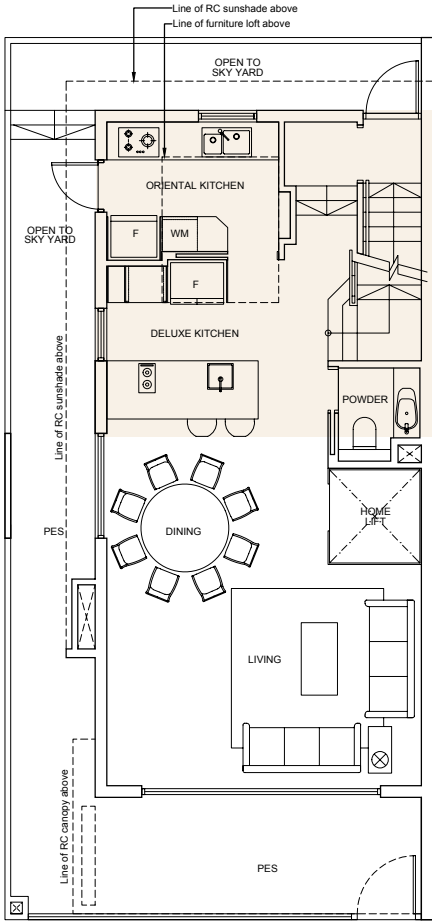 Line of RC sunshade above
Line of furniture loft above
OPEN TO
SKY YARD
ORIENTAL KITCHEN
OPEN TO
SKY YARD
F
WM
F
DELUXE KITCHEN
Line of RC sunshade above
POWDER
HOME
LIFT
PES
DINING
LIVING
Line of RC canopy above
PES